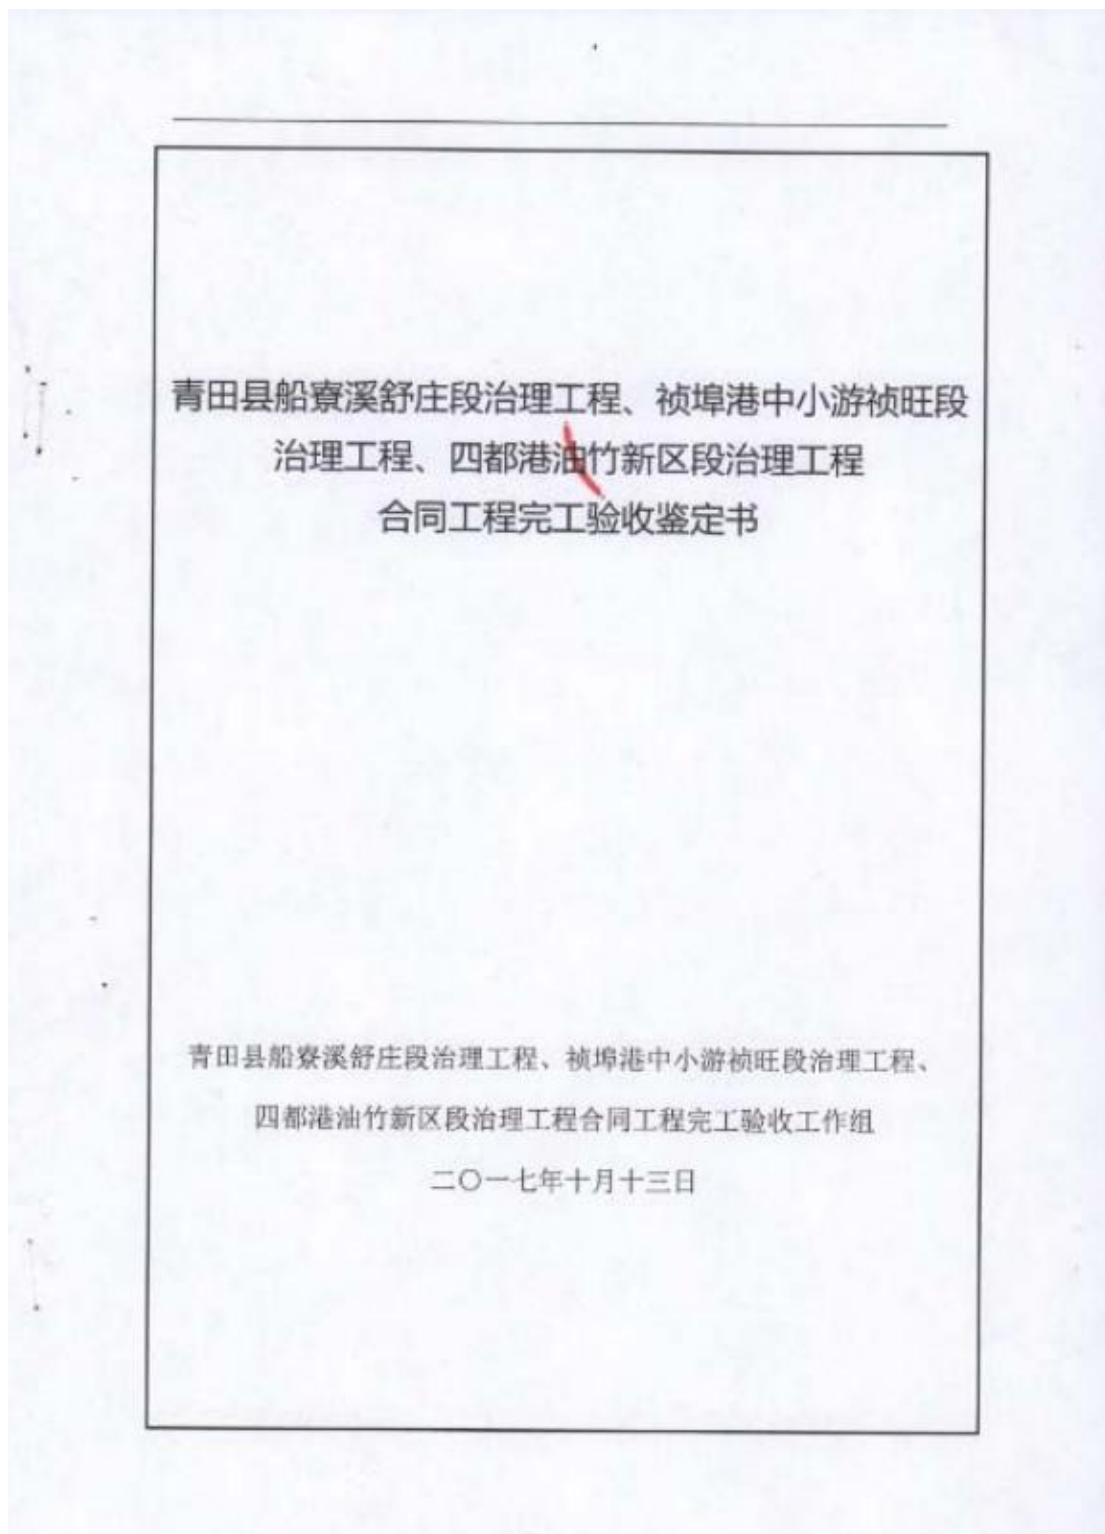 青田县船寮溪舒庄段治理工程、祯埠港中小游祯旺段
治理工程、四都港油竹新区段治理工程
合同工程完工验收鉴定书
青田县船寮溪舒庄段治理工程、祯埠港中小游祯旺段治理工程、
四都港油竹新区段治理工程合同工程完工验收工作组
二〇一七年十月十三日